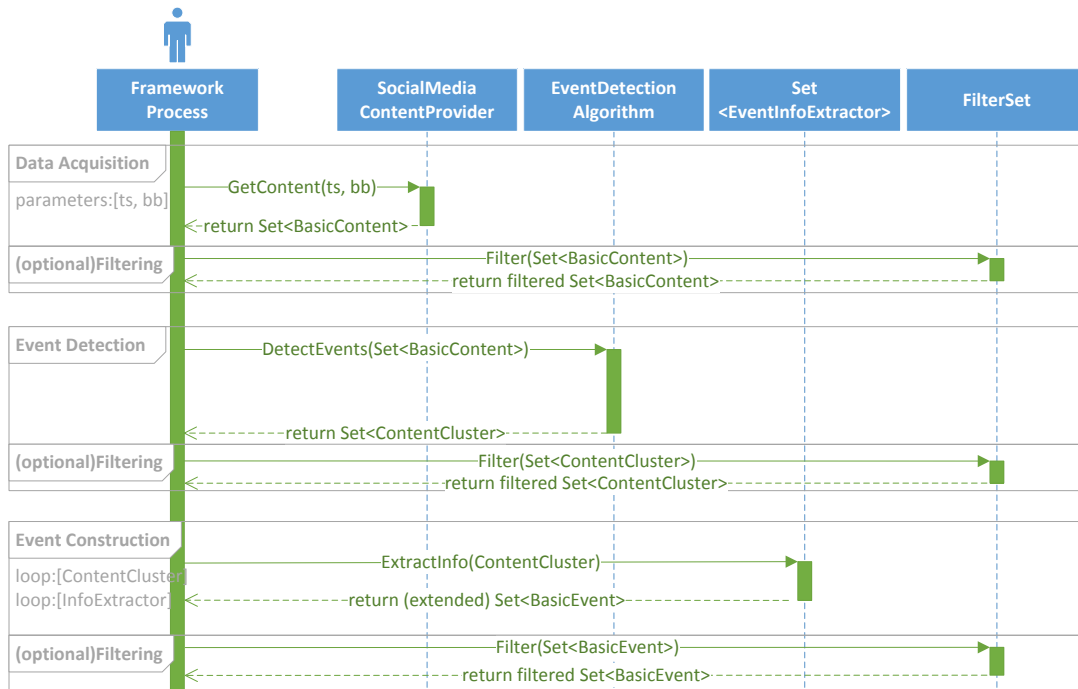 Framework
Process
SocialMedia
ContentProvider
EventDetection
Algorithm
Set
<EventInfoExtractor>
FilterSet
Data Acquisition
parameters:[ts, bb]
GetContent(ts, bb)
return Set<BasicContent>
(optional)Filtering
Filter(Set<BasicContent>)
return filtered Set<BasicContent>
Event Detection
DetectEvents(Set<BasicContent>)
return Set<ContentCluster>
(optional)Filtering
Filter(Set<ContentCluster>)
return filtered Set<ContentCluster>
Event Construction
loop:[ContentCluster]
loop:[InfoExtractor]
ExtractInfo(ContentCluster)
return (extended) Set<BasicEvent>
(optional)Filtering
Filter(Set<BasicEvent>)
return filtered Set<BasicEvent>